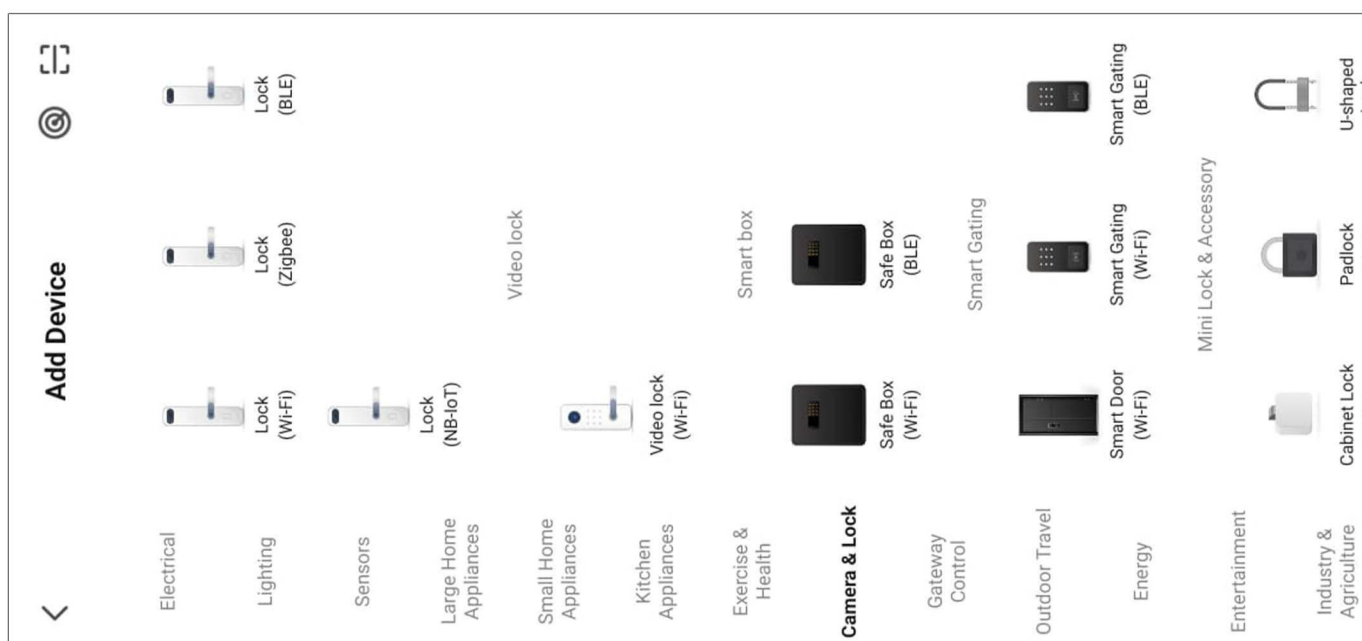 Add Device
Electrical
Lighting
Sensors
Large Home
Appliances
Small Home
Appliances
Kitchen
Appliances
Exercise &
Health
Camera & Lock
Gateway
Control
Outdoor Travel
Energy
Entertainment
Industry &
Agriculture
Lock
(Wi-Fi)
Lock
(Zigbee)
Lock
(BLE)
Lock
(NB-IoT)
Video lock
Video lock
(Wi-Fi)
Smart box
Safe Box
(Wi-Fi)
Safe Box
(BLE)
Smart Gating
Smart Door
(Wi-Fi)
Smart Gating
(Wi-Fi)
Smart Gating
(BLE)
Mini Lock & Accessory
Cabinet Lock
Padlock
U-shaped